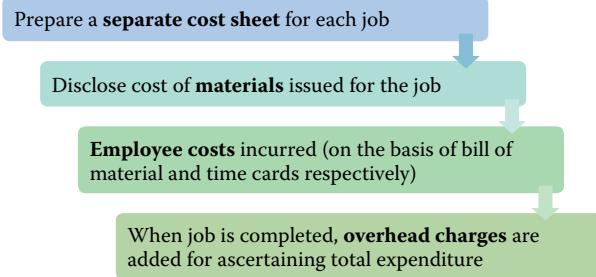 Prepare a separate cost sheet for each job
Disclose cost of materials issued for the job
Employee costs incurred (on the basis of bill of
material and time cards respectively)
When job is completed, overhead charges are
added for ascertaining total expenditure